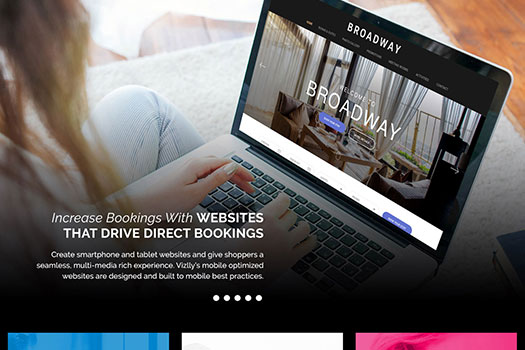 BROADWAY
WELCOME TO
BROADWAY
Increase Bookings With WEBSITES
THAT DRIVE DIRECT BOOKINGS
Create smartphone and tablet websites and give shoppers a
seamless, multi-media rich experience. Vizlly's mobile optimized
websites are designed and built to mobile best practices.